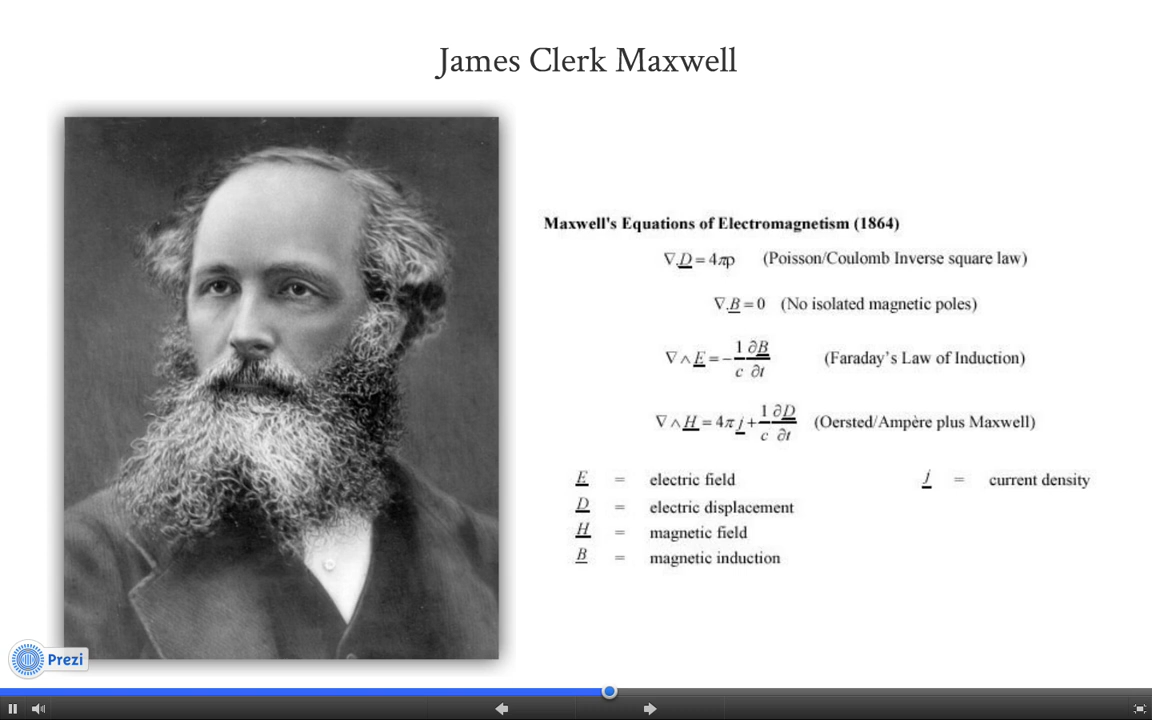 James Clerk Maxwell
Maxwell's Equations of Electromagnetism (1864)
∇.D = 4πp (Poisson/Coulomb Inverse square law)
∇.B = 0 (No isolated magnetic poles)
∇ ∧ E = −1/c ∂B/∂t (Faraday's Law of Induction)
∇ ∧ H = 4π j + 1/c ∂D/∂t (Oersted/Ampère plus Maxwell)
E = electric field j = current density
D = electric displacement
H = magnetic field
B = magnetic induction
Prezi